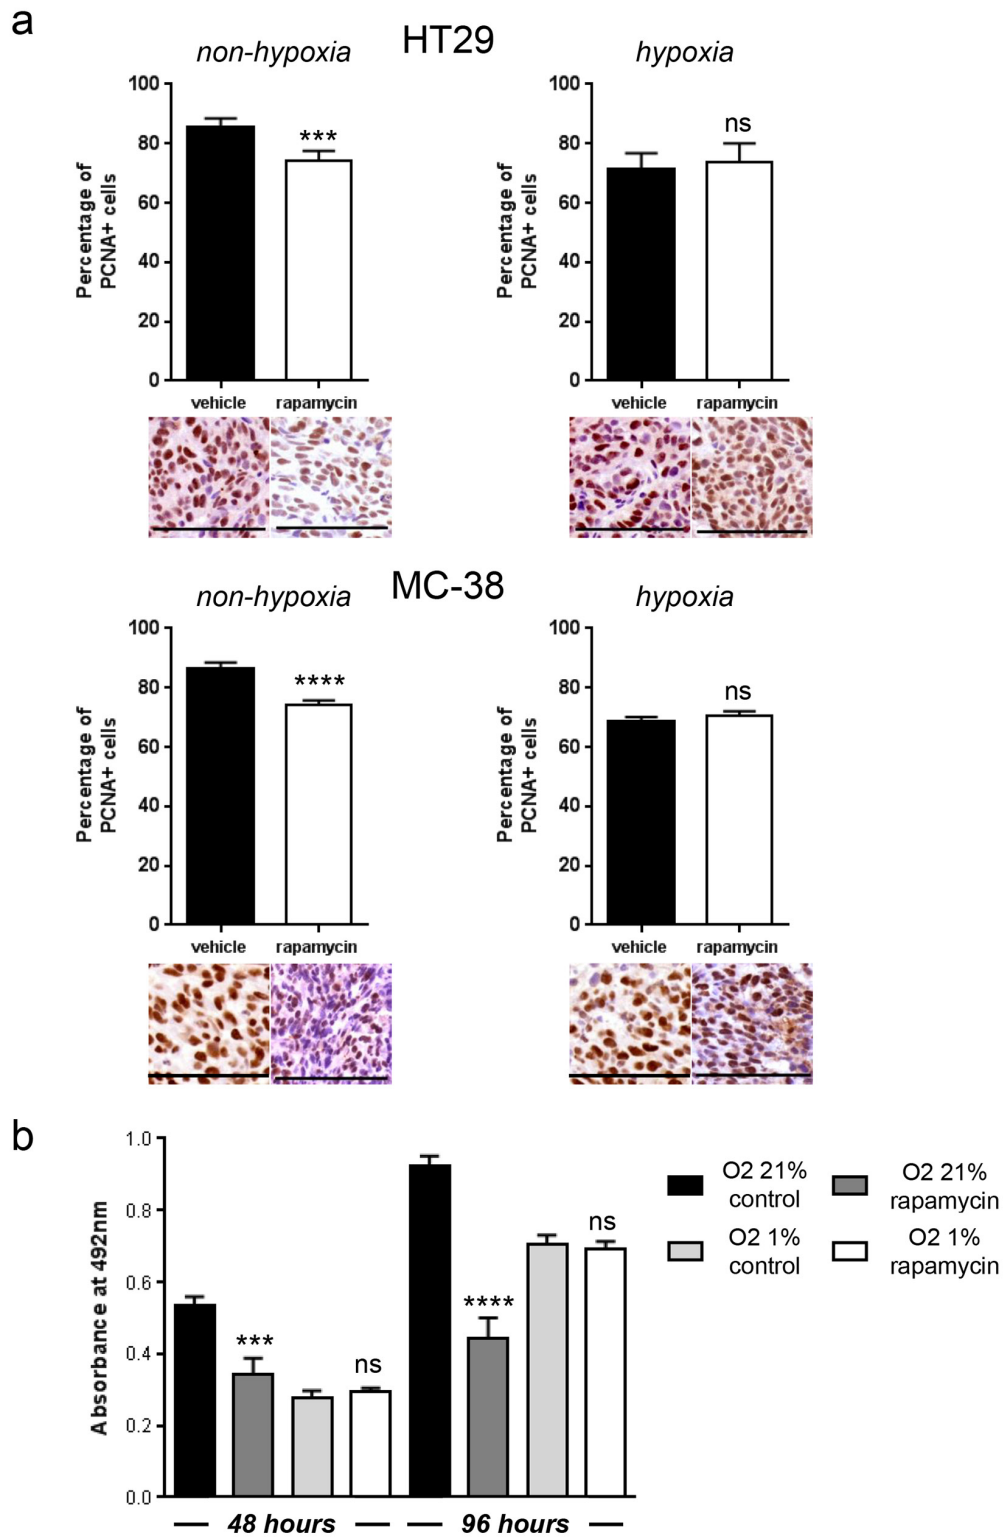 a
HT29
non-hypoxia
hypoxia
Percentage of
PCNA+ cells
100
80
60
40
20
0
***
vehicle
rapamycin
Percentage of
PCNA+ cells
100
80
60
40
20
0
ns
vehicle
rapamycin
MC-38
non-hypoxia
hypoxia
Percentage of
PCNA+ cells
100
80
60
40
20
0
****
vehicle
rapamycin
Percentage of
PCNA+ cells
100
80
60
40
20
0
ns
vehicle
rapamycin
b
Absorbance at 492nm
1.0
0.8
0.6
0.4
0.2
0.0
***
ns
****
ns
48 hours
96 hours
O2 21%
control
O2 21%
rapamycin
O2 1%
control
O2 1%
rapamycin